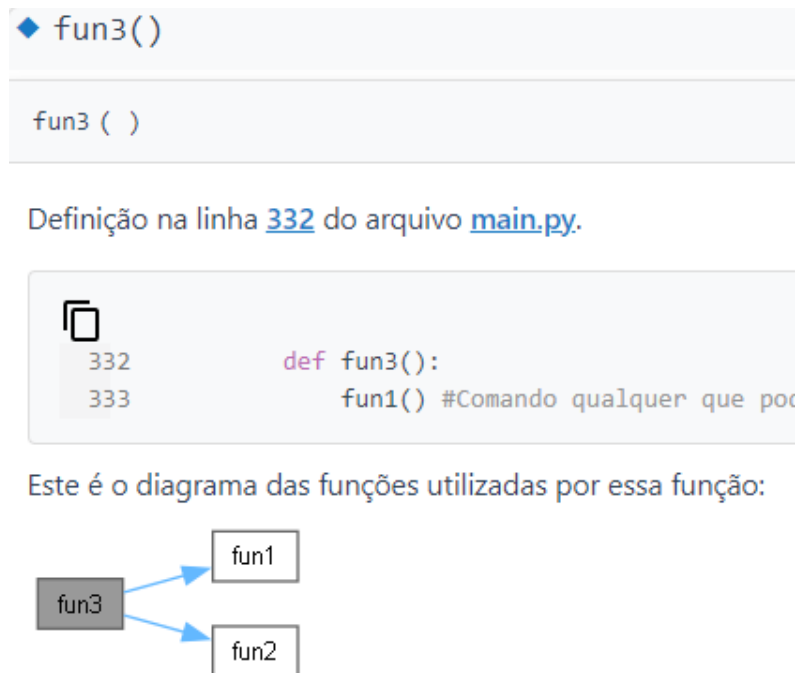 fun3()
fun3 ( )
Definição na linha 332 do arquivo main.py.
332 def fun3():
333 fun1() #Comando qualquer que
Este é o diagrama das funções utilizadas por essa função:
fun1
fun3
fun2